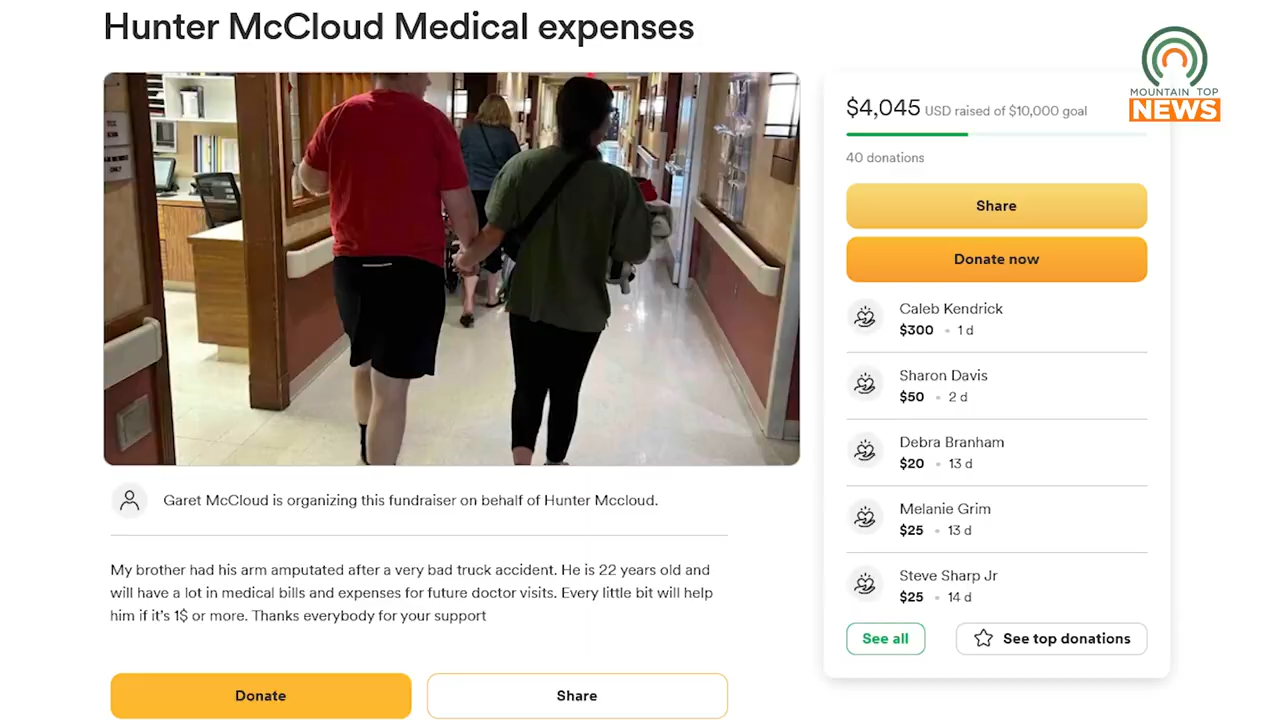 Hunter McCloud Medical expenses
MOUNTAIN TOP
NEWS
$4,045 USD raised of $10,000 goal
40 donations
Share
Donate now
Caleb Kendrick
$300 • 1 d
Sharon Davis
$50 • 2 d
Debra Branham
$20 • 13 d
Melanie Grim
$25 • 13 d
Steve Sharp Jr
$25 • 14 d
See all
See top donations
Garet McCloud is organizing this fundraiser on behalf of Hunter Mccloud.
My brother had his arm amputated after a very bad truck accident. He is 22 years old and
will have a lot in medical bills and expenses for future doctor visits. Every little bit will help
him if it's 1$ or more. Thanks everybody for your support
Donate
Share